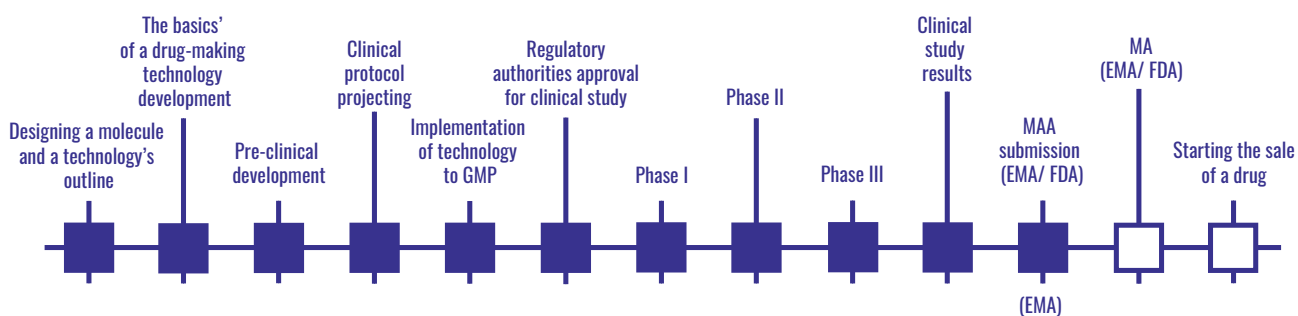 Designing a molecule
and a technology's
outline
The basics'
of a drug-making
technology
development
Pre-clinical
development
Clinical
protocol
projecting
Implementation
of technology
to GMP
Regulatory
authorities approval
for clinical study
Phase I
Phase II
Phase III
Clinical
study
results
MAA
submission
(EMA/ FDA)
(EMA)
MA
(EMA/ FDA)
Starting the sale
of a drug